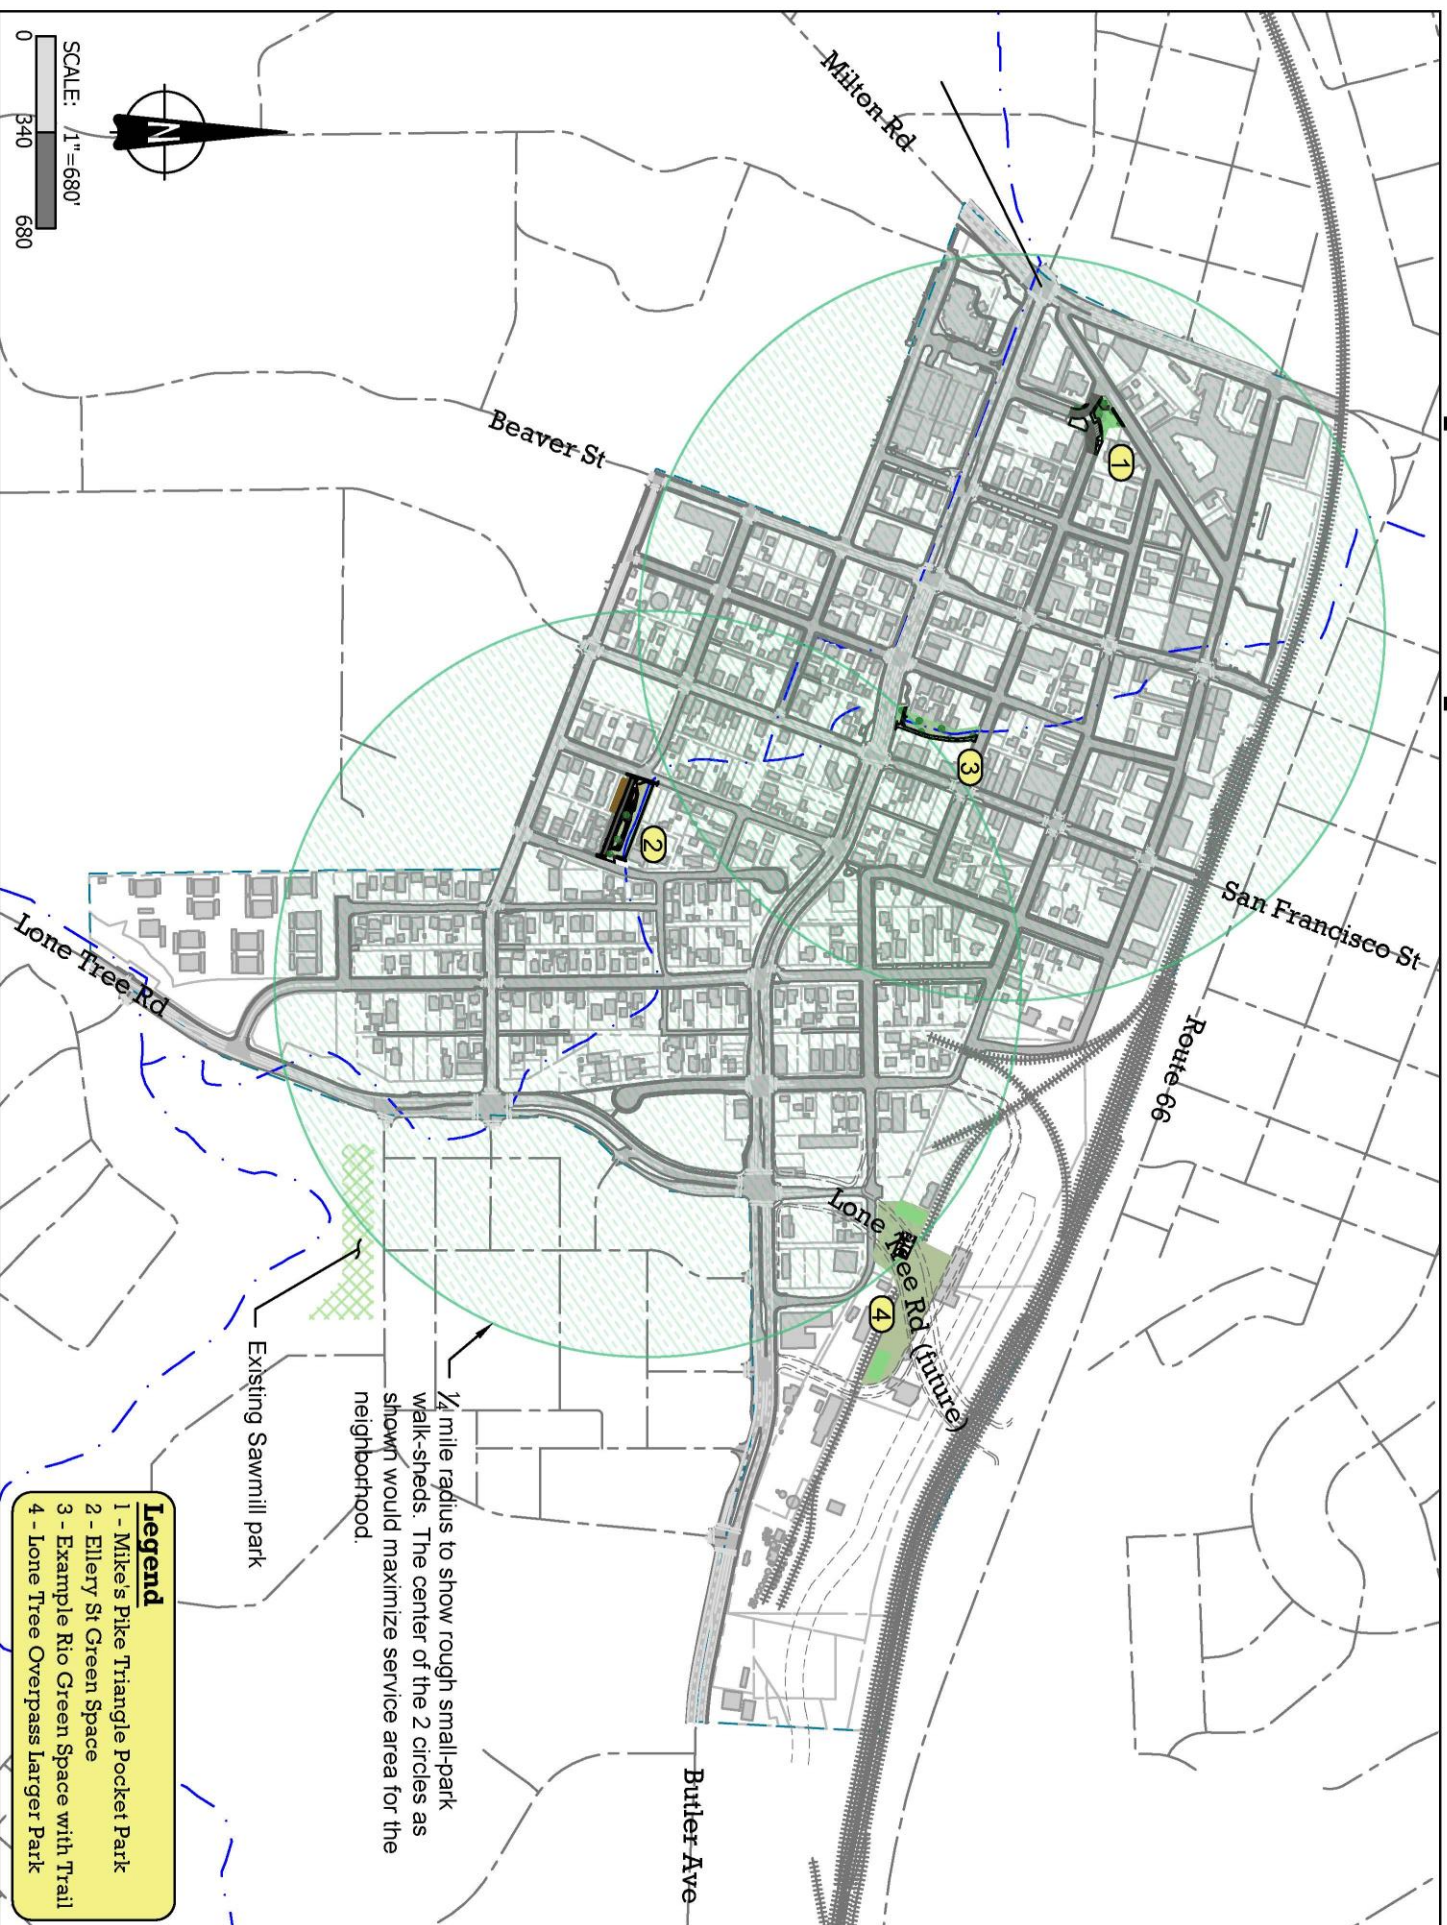 Milton Rd
Beaver St
San Francisco St
Route 66
Lone Tree Rd
Lone Tree Rd (future)
Butler Ave
1
2
3
4
N
SCALE: 1"=680'
0 340 680
Existing Sawmill park
¼ mile radius to show rough small-park
walk-sheds. The center of the 2 circles as
shown would maximize service area for the
neighborhood.
Legend
1 - Mike's Pike Triangle Pocket Park
2 - Ellery St Green Space
3 - Example Rio Green Space with Trail
4 - Lone Tree Overpass Larger Park